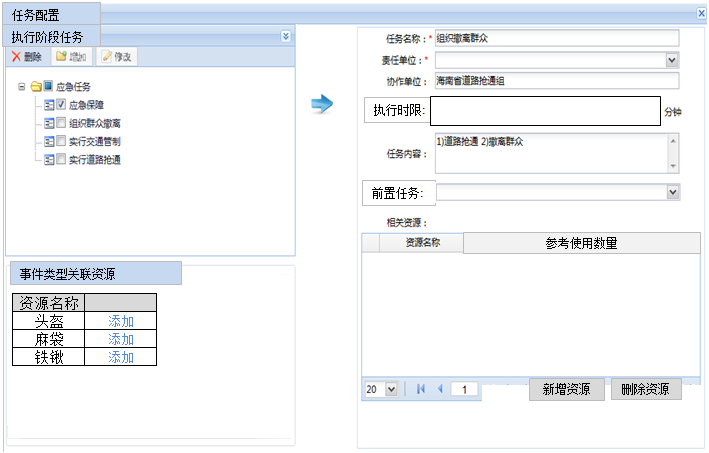 任务配置
执行阶段任务
删除 增加 修改
应急任务
应急保障
组织群众撤离
实行交通管制
实行道路抢通
事件类型关联资源
资源名称
头盔 添加
麻袋 添加
铁锹 添加
任务名称：* 组织撤离群众
责任单位：*
协作单位： 海南省道路抢通组
执行时限: 分钟
任务内容： 1)道路抢通 2)撤离群众
前置任务:
相关资源：
资源名称 参考使用数量
20 1 新增资源 删除资源